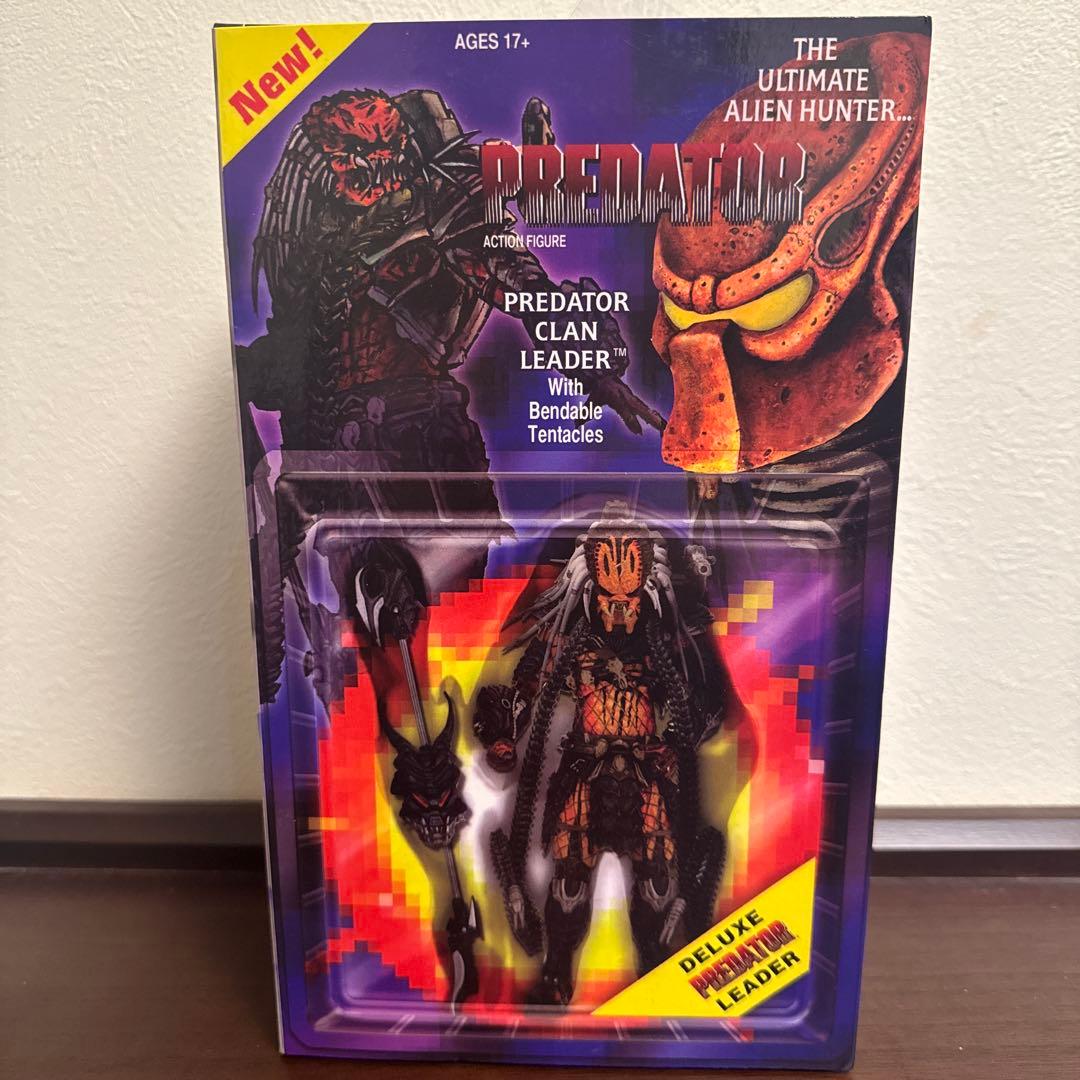 New!
AGES 17+
THE
ULTIMATE
ALIEN HUNTER...
PREDATOR
ACTION FIGURE
PREDATOR
CLAN
LEADER™
With
Bendable
Tentacles
DELUXE
PREDATOR
LEADER